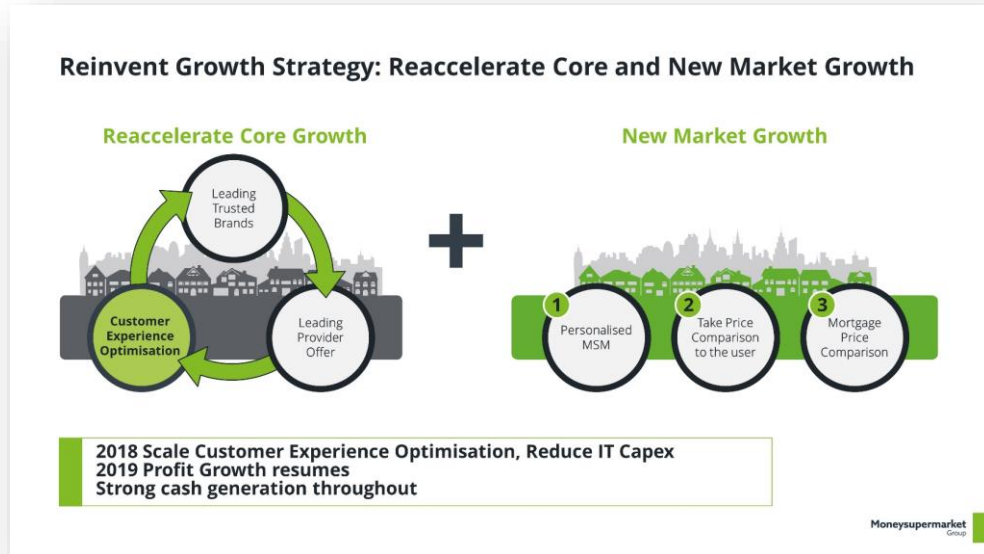 Reinvent Growth Strategy: Reaccelerate Core and New Market Growth
Reaccelerate Core Growth
Leading
Trusted
Brands
Customer
Experience
Optimisation
Leading
Provider
Offer
+
New Market Growth
1
Personalised
MSM
2
Take Price
Comparison
to the user
3
Mortgage
Price
Comparison
2018 Scale Customer Experience Optimisation, Reduce IT Capex
2019 Profit Growth resumes
Strong cash generation throughout
Moneysupermarket
Group